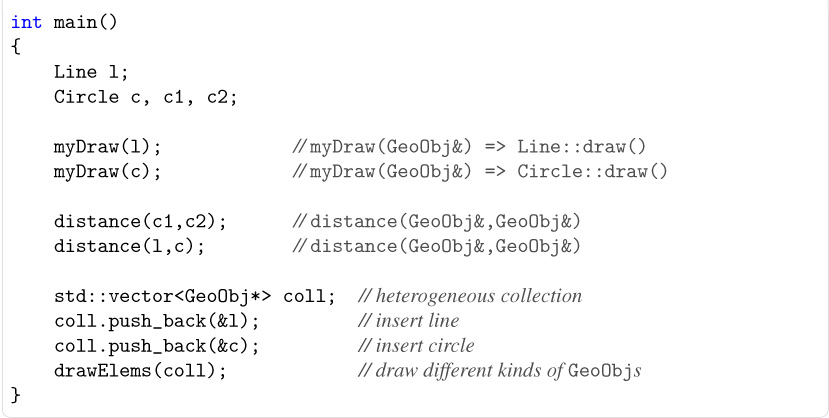 int main()
{
    Line l;
    Circle c, c1, c2;

    myDraw(l);            //myDraw(GeoObj&) => Line::draw()
    myDraw(c);            //myDraw(GeoObj&) => Circle::draw()

    distance(c1,c2);      //distance(GeoObj&,GeoObj&)
    distance(l,c);        //distance(GeoObj&,GeoObj&)

    std::vector<GeoObj*> coll;  // heterogeneous collection
    coll.push_back(&l);         // insert line
    coll.push_back(&c);         // insert circle
    drawElems(coll);            // draw different kinds of GeoObjs
}